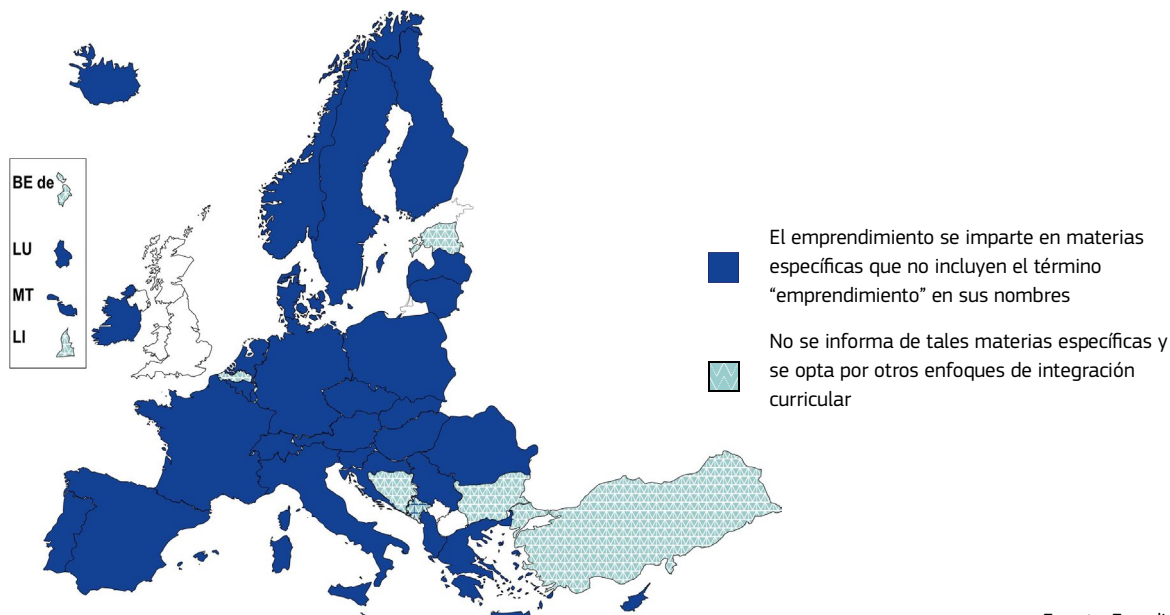 BE de
LU
MT
LI
El emprendimiento se imparte en materias
específicas que no incluyen el término
“emprendimiento” en sus nombres
No se informa de tales materias específicas y
se opta por otros enfoques de integración
curricular